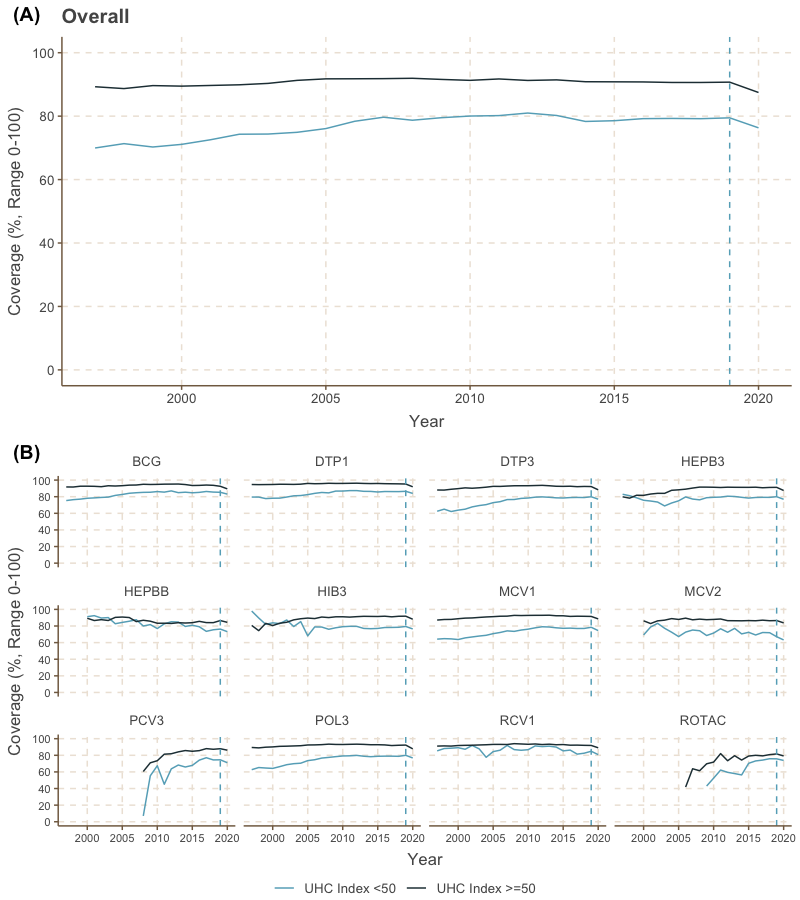 (A) Overall
Coverage (%, Range 0-100)
100
80
60
40
20
0
2000 2005 2010 2015 2020
Year
(B)
Coverage (%, Range 0-100)
BCG DTP1 DTP3 HEPB3
100
80
60
40
20
0
HEPBB HIB3 MCV1 MCV2
100
80
60
40
20
0
PCV3 POL3 RCV1 ROTAC
100
80
60
40
20
0
2000 2005 2010 2015 2020 2000 2005 2010 2015 2020 2000 2005 2010 2015 2020 2000 2005 2010 2015 2020
Year
UHC Index <50 UHC Index >=50